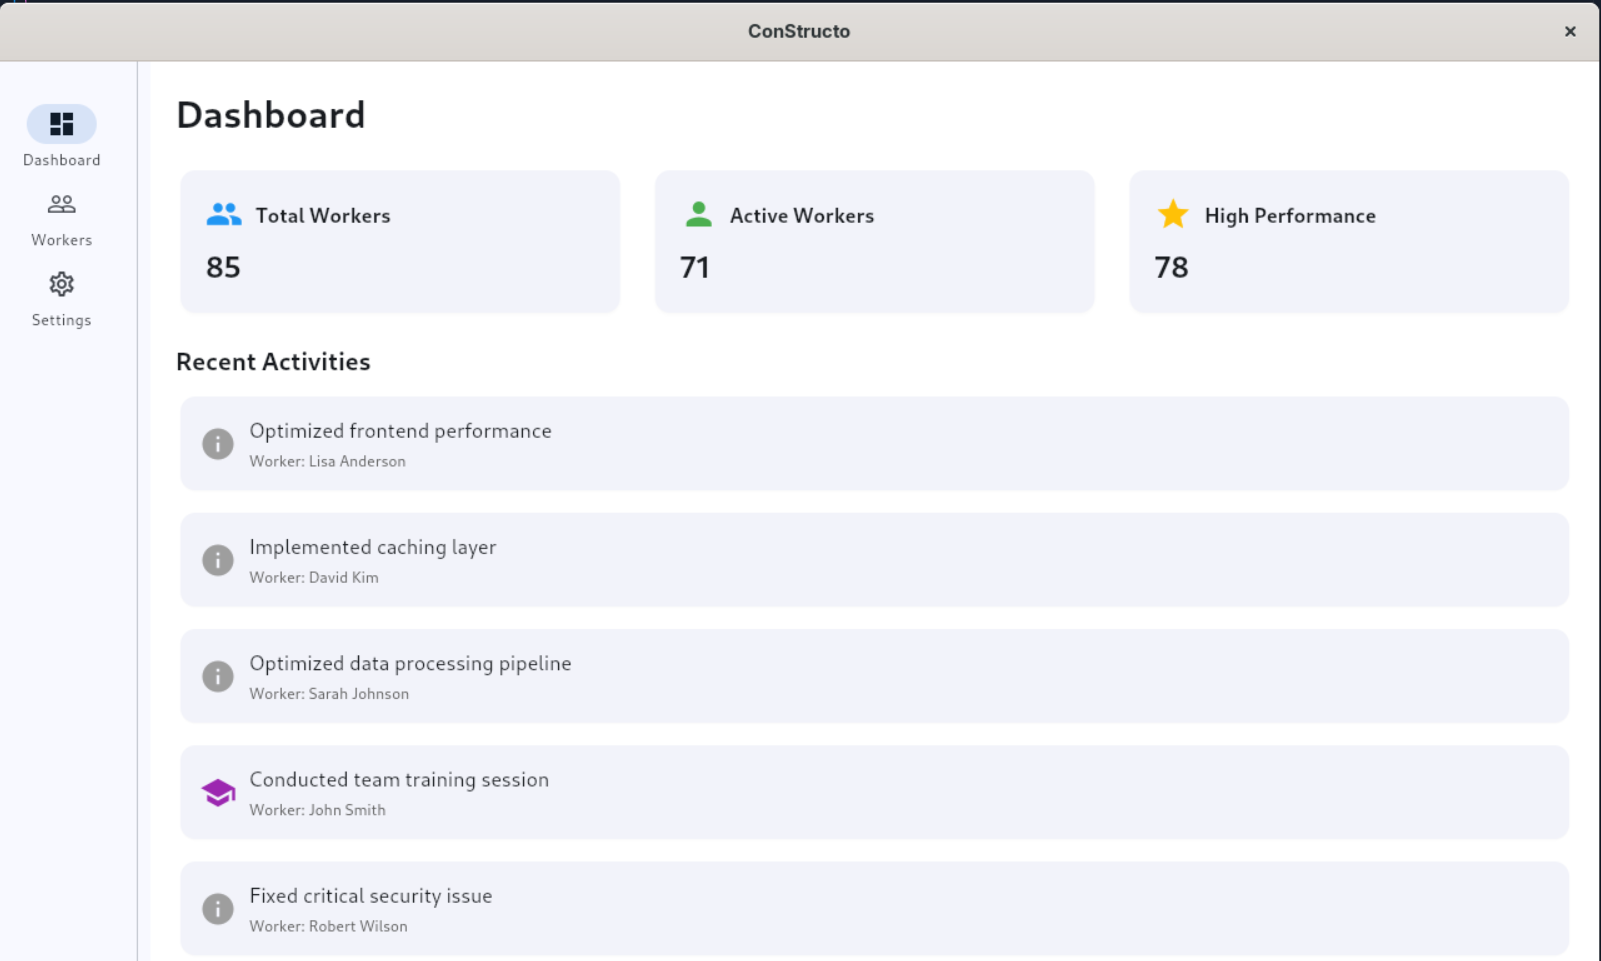 ConStructo
Dashboard
Workers
Settings
Dashboard
Total Workers
85
Active Workers
71
High Performance
78
Recent Activities
Optimized frontend performance
Worker: Lisa Anderson
Implemented caching layer
Worker: David Kim
Optimized data processing pipeline
Worker: Sarah Johnson
Conducted team training session
Worker: John Smith
Fixed critical security issue
Worker: Robert Wilson